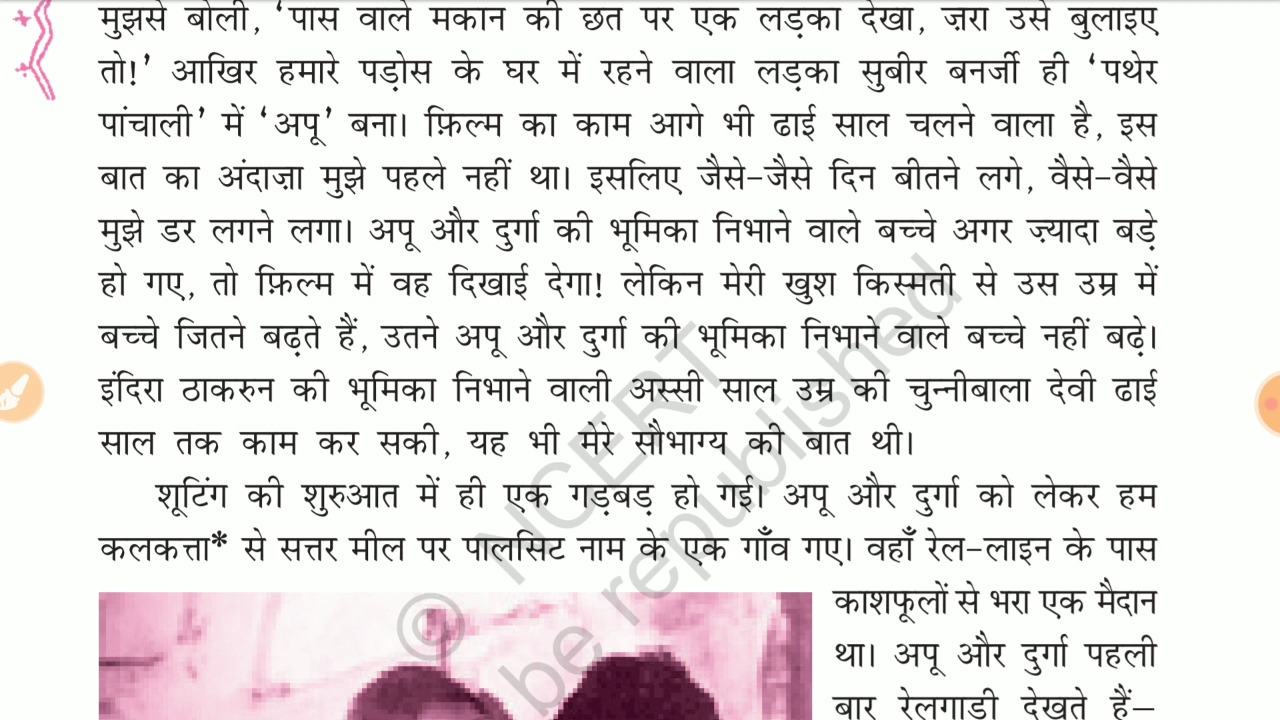 मुझसे बोली, ‘पास वाले मकान की छत पर एक लड़का देखा, ज़रा उसे बुलाइए
तो!’ आखिर हमारे पड़ोस के घर में रहने वाला लड़का सुबीर बनर्जी ही ‘पथेर
पांचाली’ में ‘अपू’ बना। फ़िल्म का काम आगे भी ढाई साल चलने वाला है, इस
बात का अंदाज़ा मुझे पहले नहीं था। इसलिए जैसे-जैसे दिन बीतने लगे, वैसे-वैसे
मुझे डर लगने लगा। अपू और दुर्गा की भूमिका निभाने वाले बच्चे अगर ज़्यादा बड़े
हो गए, तो फ़िल्म में वह दिखाई देगा! लेकिन मेरी खुश किस्मती से उस उम्र में
बच्चे जितने बढ़ते हैं, उतने अपू और दुर्गा की भूमिका निभाने वाले बच्चे नहीं बढ़े।
इंदिरा ठाकरुन की भूमिका निभाने वाली अस्सी साल उम्र की चुन्नीबाला देवी ढाई
साल तक काम कर सकी, यह भी मेरे सौभाग्य की बात थी।
शूटिंग की शुरुआत में ही एक गड़बड़ हो गई। अपू और दुर्गा को लेकर हम
कलकत्ता* से सत्तर मील पर पालसिट नाम के एक गाँव गए। वहाँ रेल-लाइन के पास
काशफूलों से भरा एक मैदान
था। अपू और दुर्गा पहली
बार रेलगाड़ी देखते हैं–
© NCERT
be republished